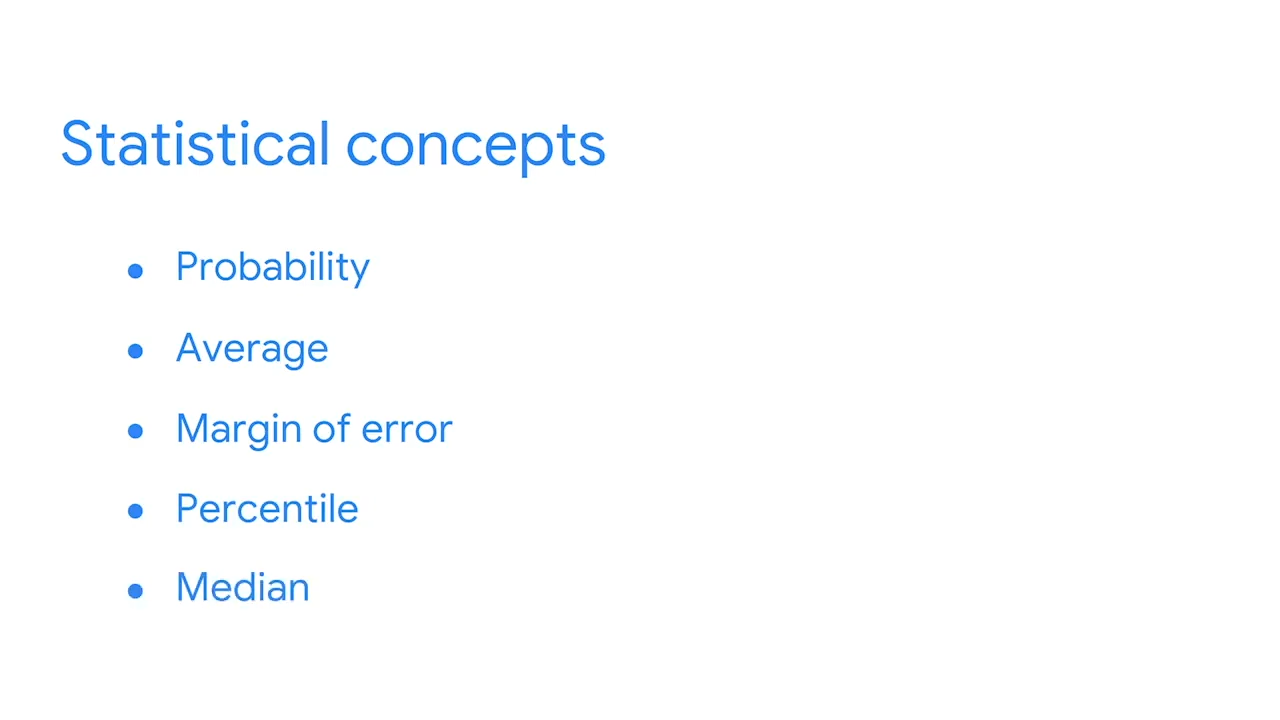 Statistical concepts
● Probability
● Average
● Margin of error
● Percentile
● Median